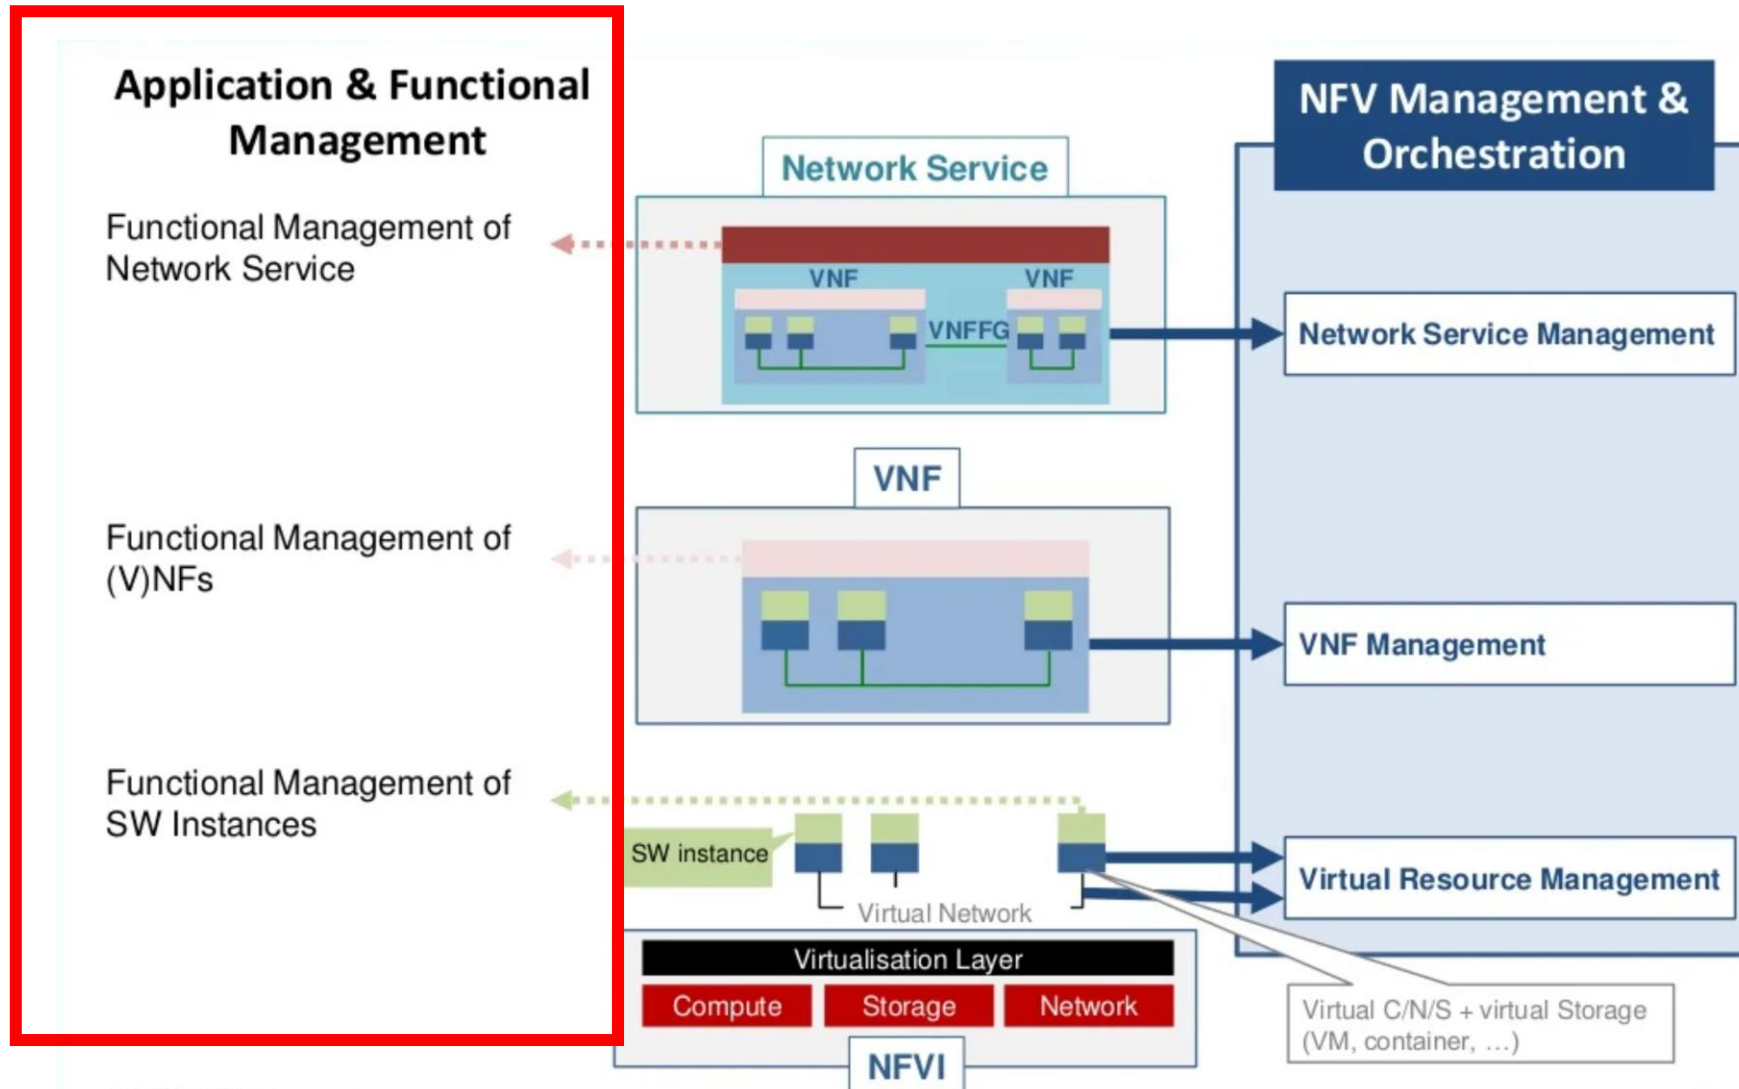 Application & Functional
Management
NFV Management &
Orchestration
Network Service
Functional Management of
Network Service
VNF
VNF
VNFFG
Network Service Management
VNF
Functional Management of
(V)NFs
VNF Management
Functional Management of
SW Instances
SW instance
Virtual Network
Virtual Resource Management
Virtualisation Layer
Compute
Storage
Network
Virtual C/N/S + virtual Storage
(VM, container, …)
NFVI